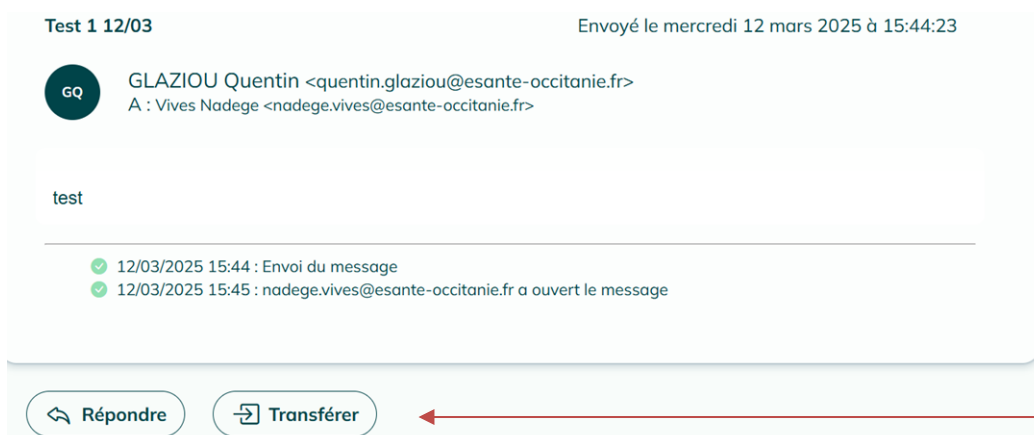 Test 1 12/03
Envoyé le mercredi 12 mars 2025 à 15:44:23
GQ
GLAZIOU Quentin <quentin.glaziou@esante-occitanie.fr>
A : Vives Nadege <nadege.vives@esante-occitanie.fr>
test
12/03/2025 15:44 : Envoi du message
12/03/2025 15:45 : nadege.vives@esante-occitanie.fr a ouvert le message
Répondre
Transférer